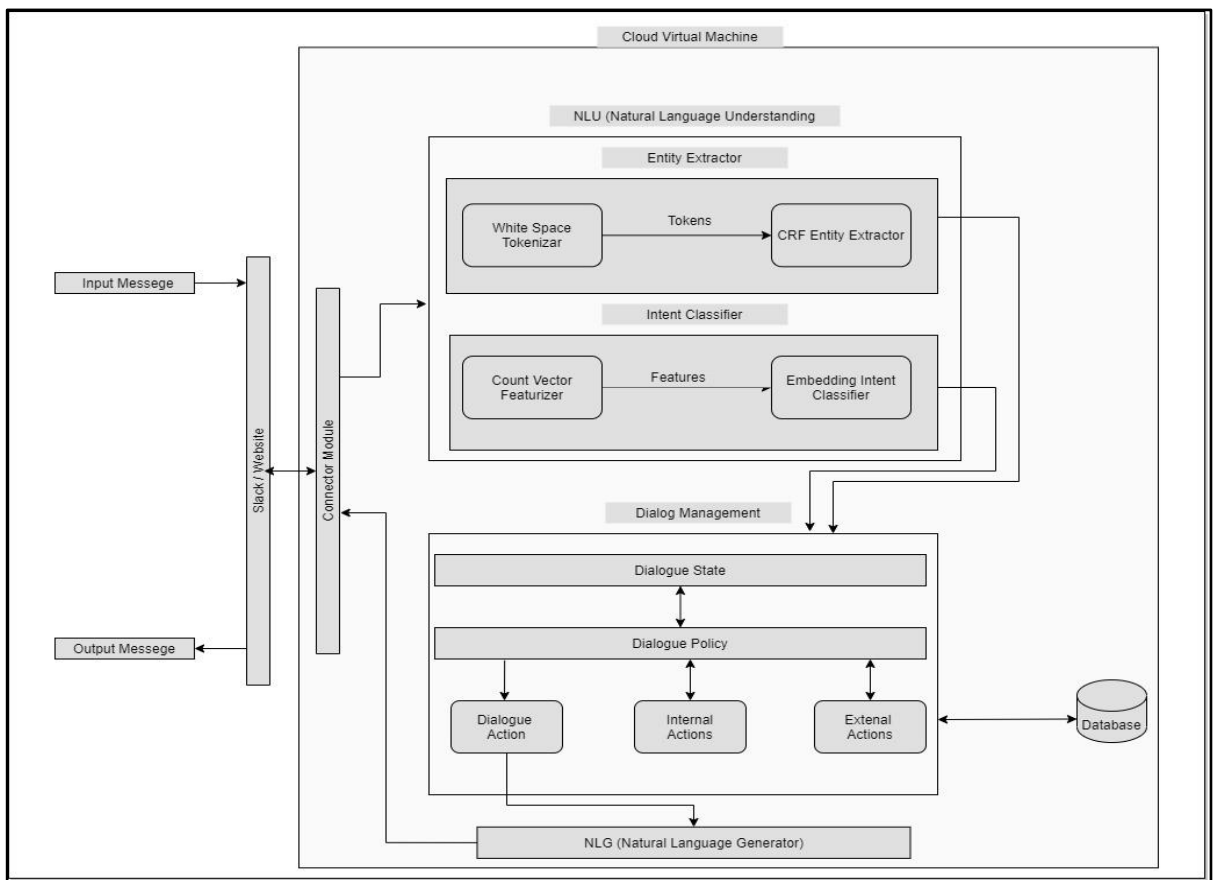 Cloud Virtual Machine
NLU (Natural Language Understanding
Entity Extractor
White Space
Tokenizar
Tokens
CRF Entity Extractor
Input Messege
Intent Classifier
Count Vector
Featurizer
Features
Embedding Intent
Classifier
Slack / Website
Connector Module
Dialog Management
Dialogue State
Output Messege
Dialogue Policy
Dialogue
Action
Internal
Actions
Extenal
Actions
Database
NLG (Natural Language Generator)